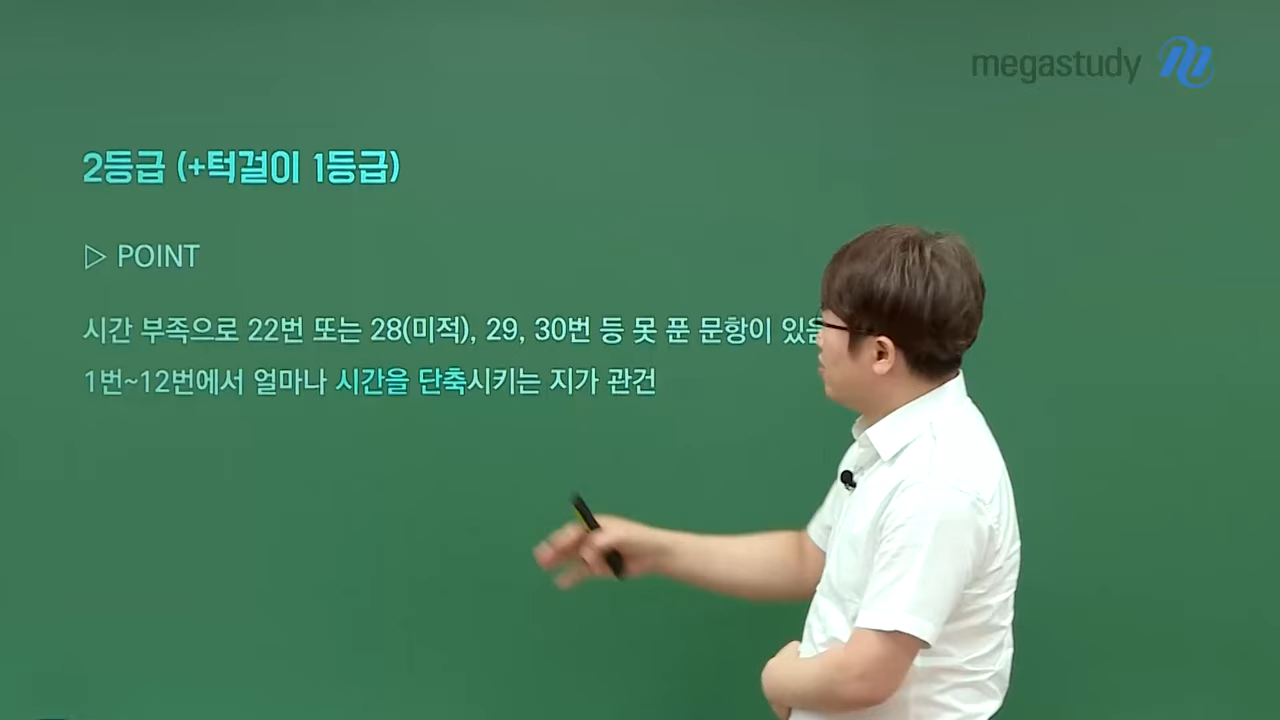 megastudy
2등급 (+턱걸이 1등급)
▷ POINT
시간 부족으로 22번 또는 28(미적), 29, 30번 등 못 푼 문항이 있음
1번~12번에서 얼마나 시간을 단축시키는 지가 관건